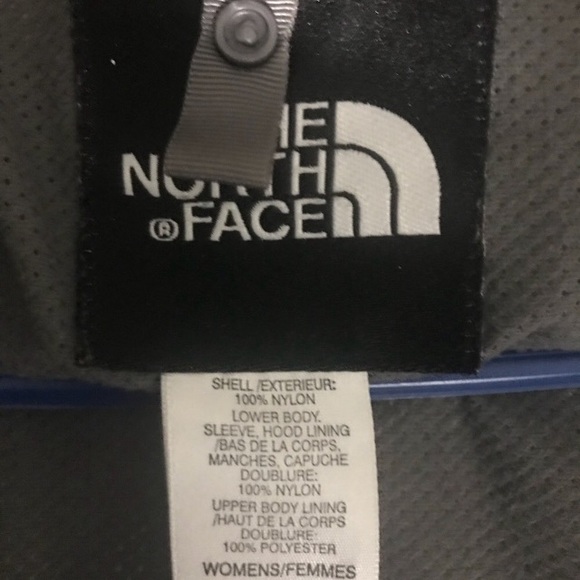 HE
NORTH
® FACE
SHELL /EXTERIEUR:
100% NYLON
LOWER BODY.
SLEEVE, HOOD LINING
/BAS DE LA CORPS,
MANCHES, CAPUCHE
DOUBLURE:
100% NYLON
UPPER BODY LINING
/HAUT DE LA CORPS
DOUBLURE:
100% POLYESTER
WOMENS/FEMMES